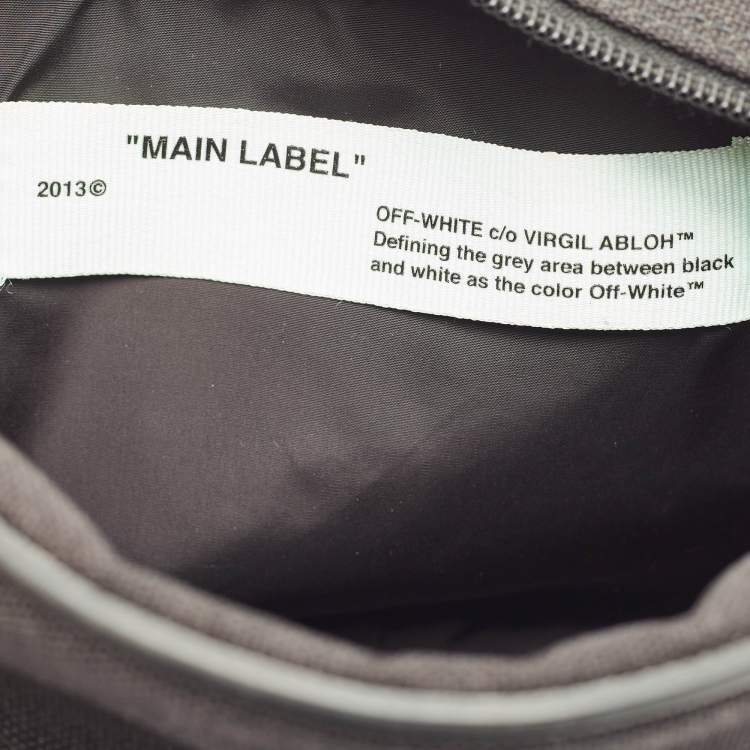 "MAIN LABEL"
2013©
OFF-WHITE c/o VIRGIL ABLOH™
Defining the grey area between black
and white as the color Off-White™